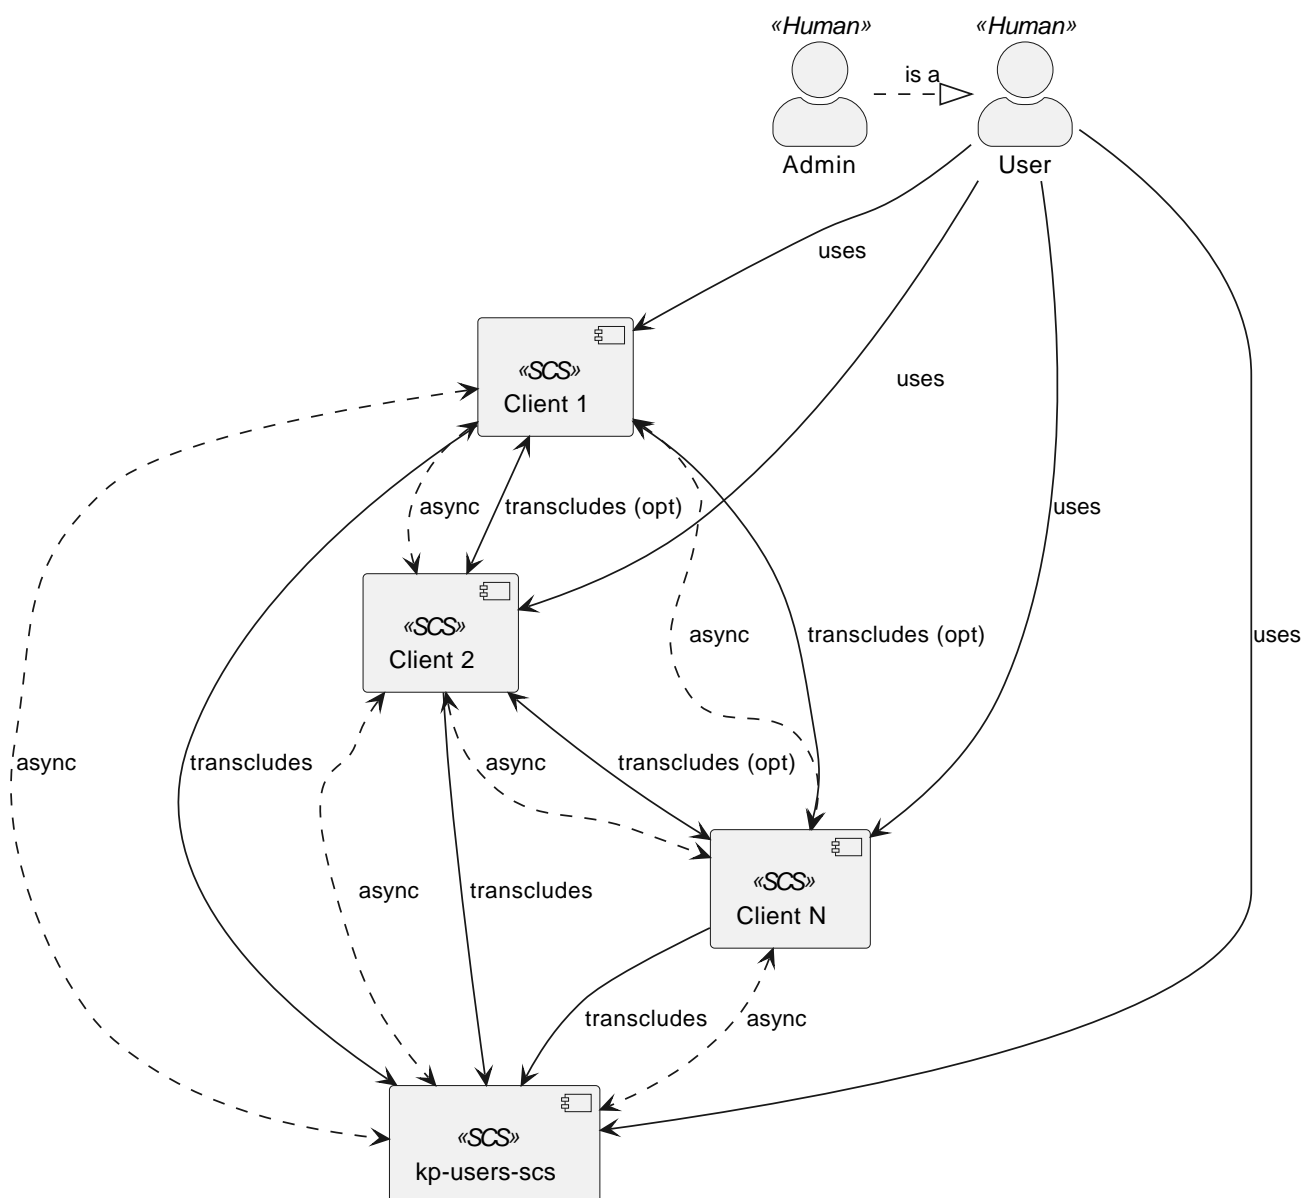 «Human»
«Human»
is a
Admin
User
uses
«SCS»
Client 1
uses
async
transcludes (opt)
uses
«SCS»
Client 2
async
transcludes (opt)
uses
async
transcludes
async
transcludes (opt)
async
transcludes
«SCS»
Client N
transcludes
async
«SCS»
kp-users-scs